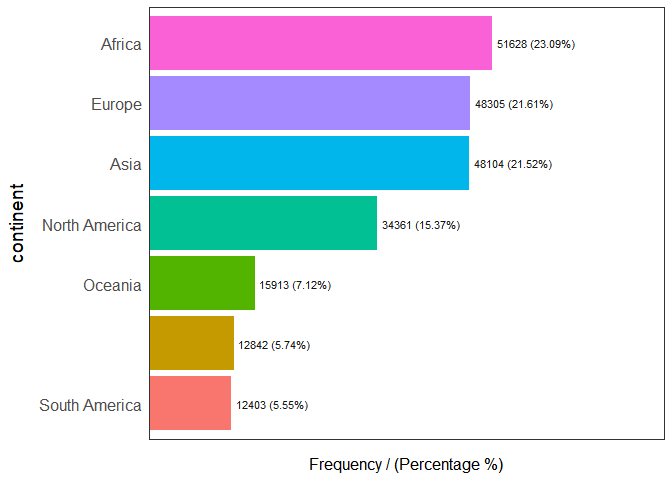 Africa
51628 (23.09%)
Europe
48305 (21.61%)
Asia
48104 (21.52%)
North America
34361 (15.37%)
Oceania
15913 (7.12%)
12842 (5.74%)
South America
12403 (5.55%)
continent
Frequency / (Percentage %)